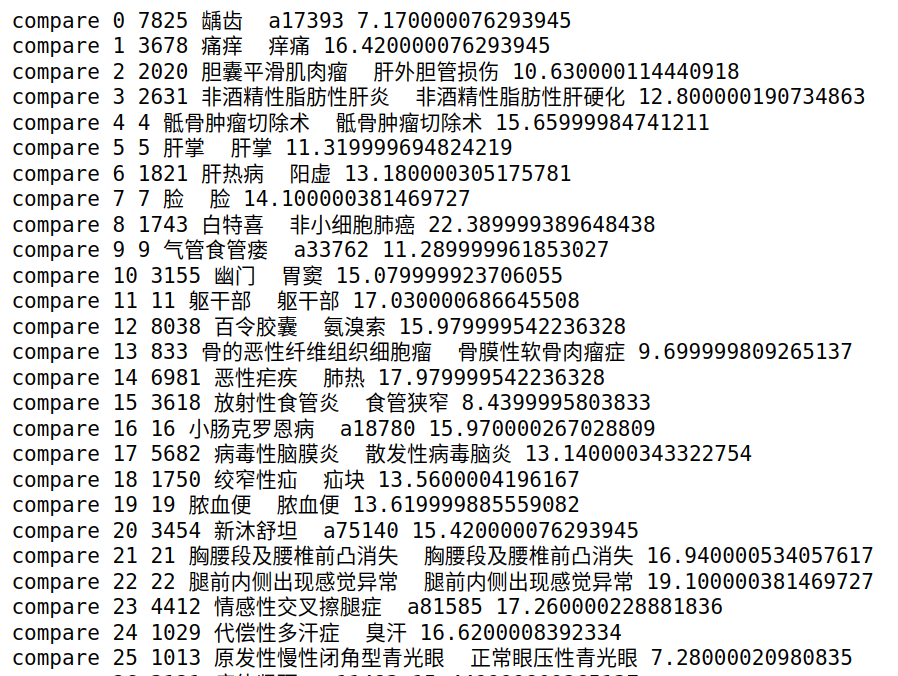 compare 0 7825 龋齿  a17393 7.170000076293945
compare 1 3678 痛痒  痒痛 16.420000076293945
compare 2 2020 胆囊平滑肌肉瘤  肝外胆管损伤 10.630000114440918
compare 3 2631 非酒精性脂肪性肝炎  非酒精性脂肪性肝硬化 12.800000190734863
compare 4 4 骶骨肿瘤切除术  骶骨肿瘤切除术 15.65999984741211
compare 5 5 肝掌  肝掌 11.319999694824219
compare 6 1821 肝热病  阳虚 13.180000305175781
compare 7 7 脸  脸 14.100000381469727
compare 8 1743 白特喜  非小细胞肺癌 22.389999389648438
compare 9 9 气管食管瘘  a33762 11.289999961853027
compare 10 3155 幽门  胃窦 15.079999923706055
compare 11 11 躯干部  躯干部 17.030000686645508
compare 12 8038 百令胶囊  氨溴索 15.979999542236328
compare 13 833 骨的恶性纤维组织细胞瘤  骨膜性软骨肉瘤症 9.699999809265137
compare 14 6981 恶性疟疾  肺热 17.979999542236328
compare 15 3618 放射性食管炎  食管狭窄 8.4399995803833
compare 16 16 小肠克罗恩病  a18780 15.970000267028809
compare 17 5682 病毒性脑膜炎  散发性病毒脑炎 13.140000343322754
compare 18 1750 绞窄性疝  疝块 13.5600004196167
compare 19 19 脓血便  脓血便 13.619999885559082
compare 20 3454 新沐舒坦  a75140 15.420000076293945
compare 21 21 胸腰段及腰椎前凸消失  胸腰段及腰椎前凸消失 16.940000534057617
compare 22 22 腿前内侧出现感觉异常  腿前内侧出现感觉异常 19.100000381469727
compare 23 4412 情感性交叉擦腿症  a81585 17.260000228881836
compare 24 1029 代偿性多汗症  臭汗 16.6200008392334
compare 25 1013 原发性慢性闭角型青光眼  正常眼压性青光眼 7.28000020980835